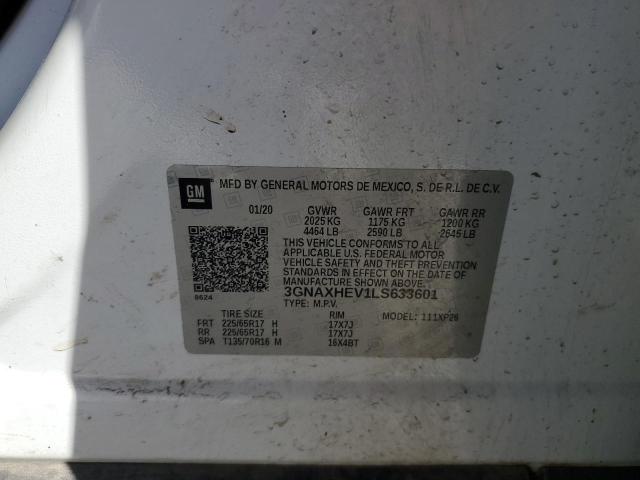 GM MFD BY GENERAL MOTORS DE MEXICO, S. DE R.L. DE C.V.
01/20 GVWR GAWR FRT GAWR RR
2025 KG 1175 KG 1200 KG
4464 LB 2590 LB 2645 LB
THIS VEHICLE CONFORMS TO ALL
APPLICABLE U.S. FEDERAL MOTOR
VEHICLE SAFETY AND THEFT
PREVENTION STANDARDS IN EFFECT ON
THE DATE OF MANUFACTURE SHOWN ABOVE.
8624 3GNAXHEV1LS633601
TYPE: M.P.V.
TIRE SIZE RIM MODEL: 111XP26
FRT 225/65R17 H 17X7J
RR 225/65R17 H 17X7J
SPA T135/70R16 M 16X4BT